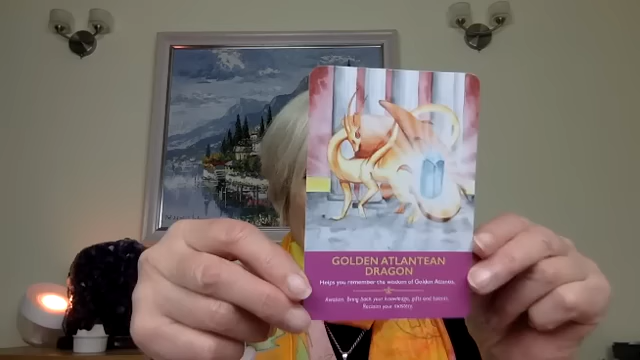 GOLDEN ATLANTEAN
DRAGON
Helps you remember the wisdom of Golden Atlantis.
Awaken. Bring back your knowledge, gifts and talents.
Reclaim your mastery.